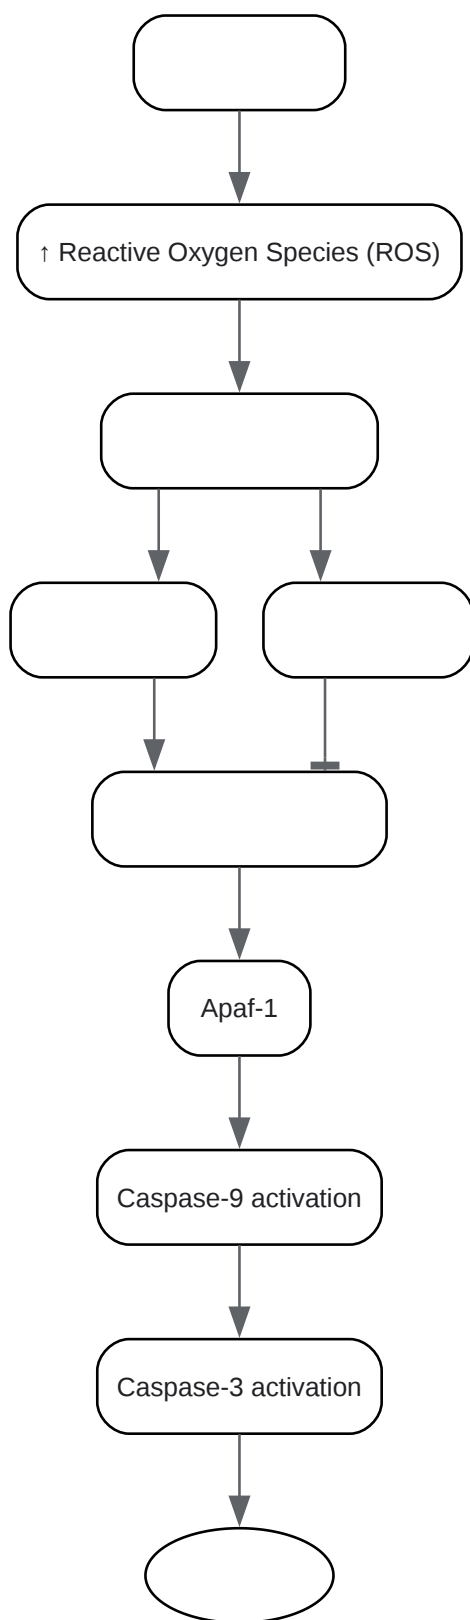 ↑ Reactive Oxygen Species (ROS)
Apaf-1
Caspase-9 activation
Caspase-3 activation